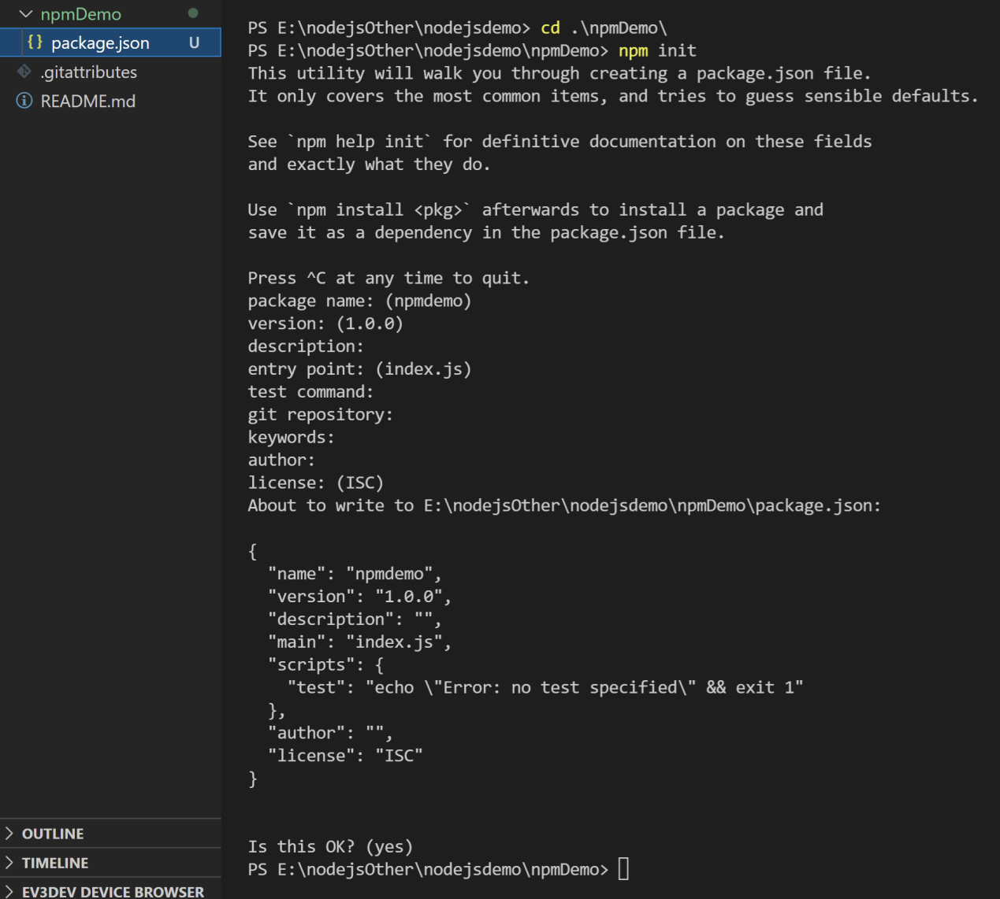 npmDemo
{} package.json U
.gitattributes
README.md
OUTLINE
TIMELINE
EV3DEV DEVICE BROWSER
PS E:\nodejsOther\nodejsdemo> cd .\npmDemo\
PS E:\nodejsOther\nodejsdemo\npmDemo> npm init
This utility will walk you through creating a package.json file.
It only covers the most common items, and tries to guess sensible defaults.
See `npm help init` for definitive documentation on these fields
and exactly what they do.
Use `npm install <pkg>` afterwards to install a package and
save it as a dependency in the package.json file.
Press ^C at any time to quit.
package name: (npmdemo)
version: (1.0.0)
description:
entry point: (index.js)
test command:
git repository:
keywords:
author:
license: (ISC)
About to write to E:\nodejsOther\nodejsdemo\npmDemo\package.json:
{
  "name": "npmdemo",
  "version": "1.0.0",
  "description": "",
  "main": "index.js",
  "scripts": {
    "test": "echo \"Error: no test specified\" && exit 1"
  },
  "author": "",
  "license": "ISC"
}
Is this OK? (yes)
PS E:\nodejsOther\nodejsdemo\npmDemo>